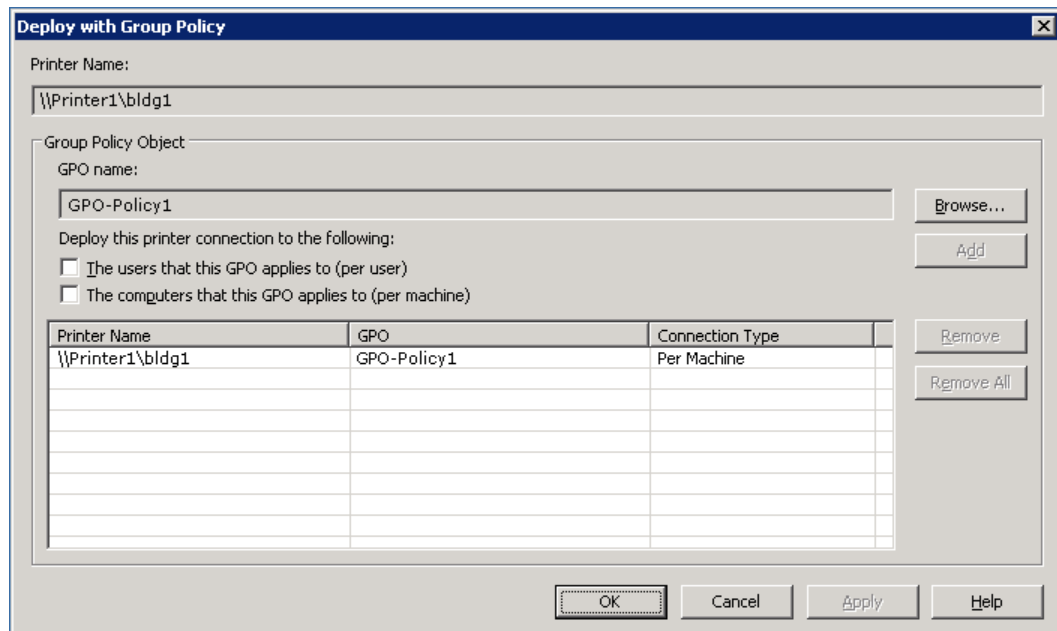 Deploy with Group Policy
Printer Name:
\\Printer1\bldg1
Group Policy Object
GPO name:
GPO-Policy1
Browse...
Deploy this printer connection to the following:
Add
The users that this GPO applies to (per user)
The computers that this GPO applies to (per machine)
Printer Name GPO Connection Type
Remove
\\Printer1\bldg1 GPO-Policy1 Per Machine
Remove All
OK Cancel Apply Help